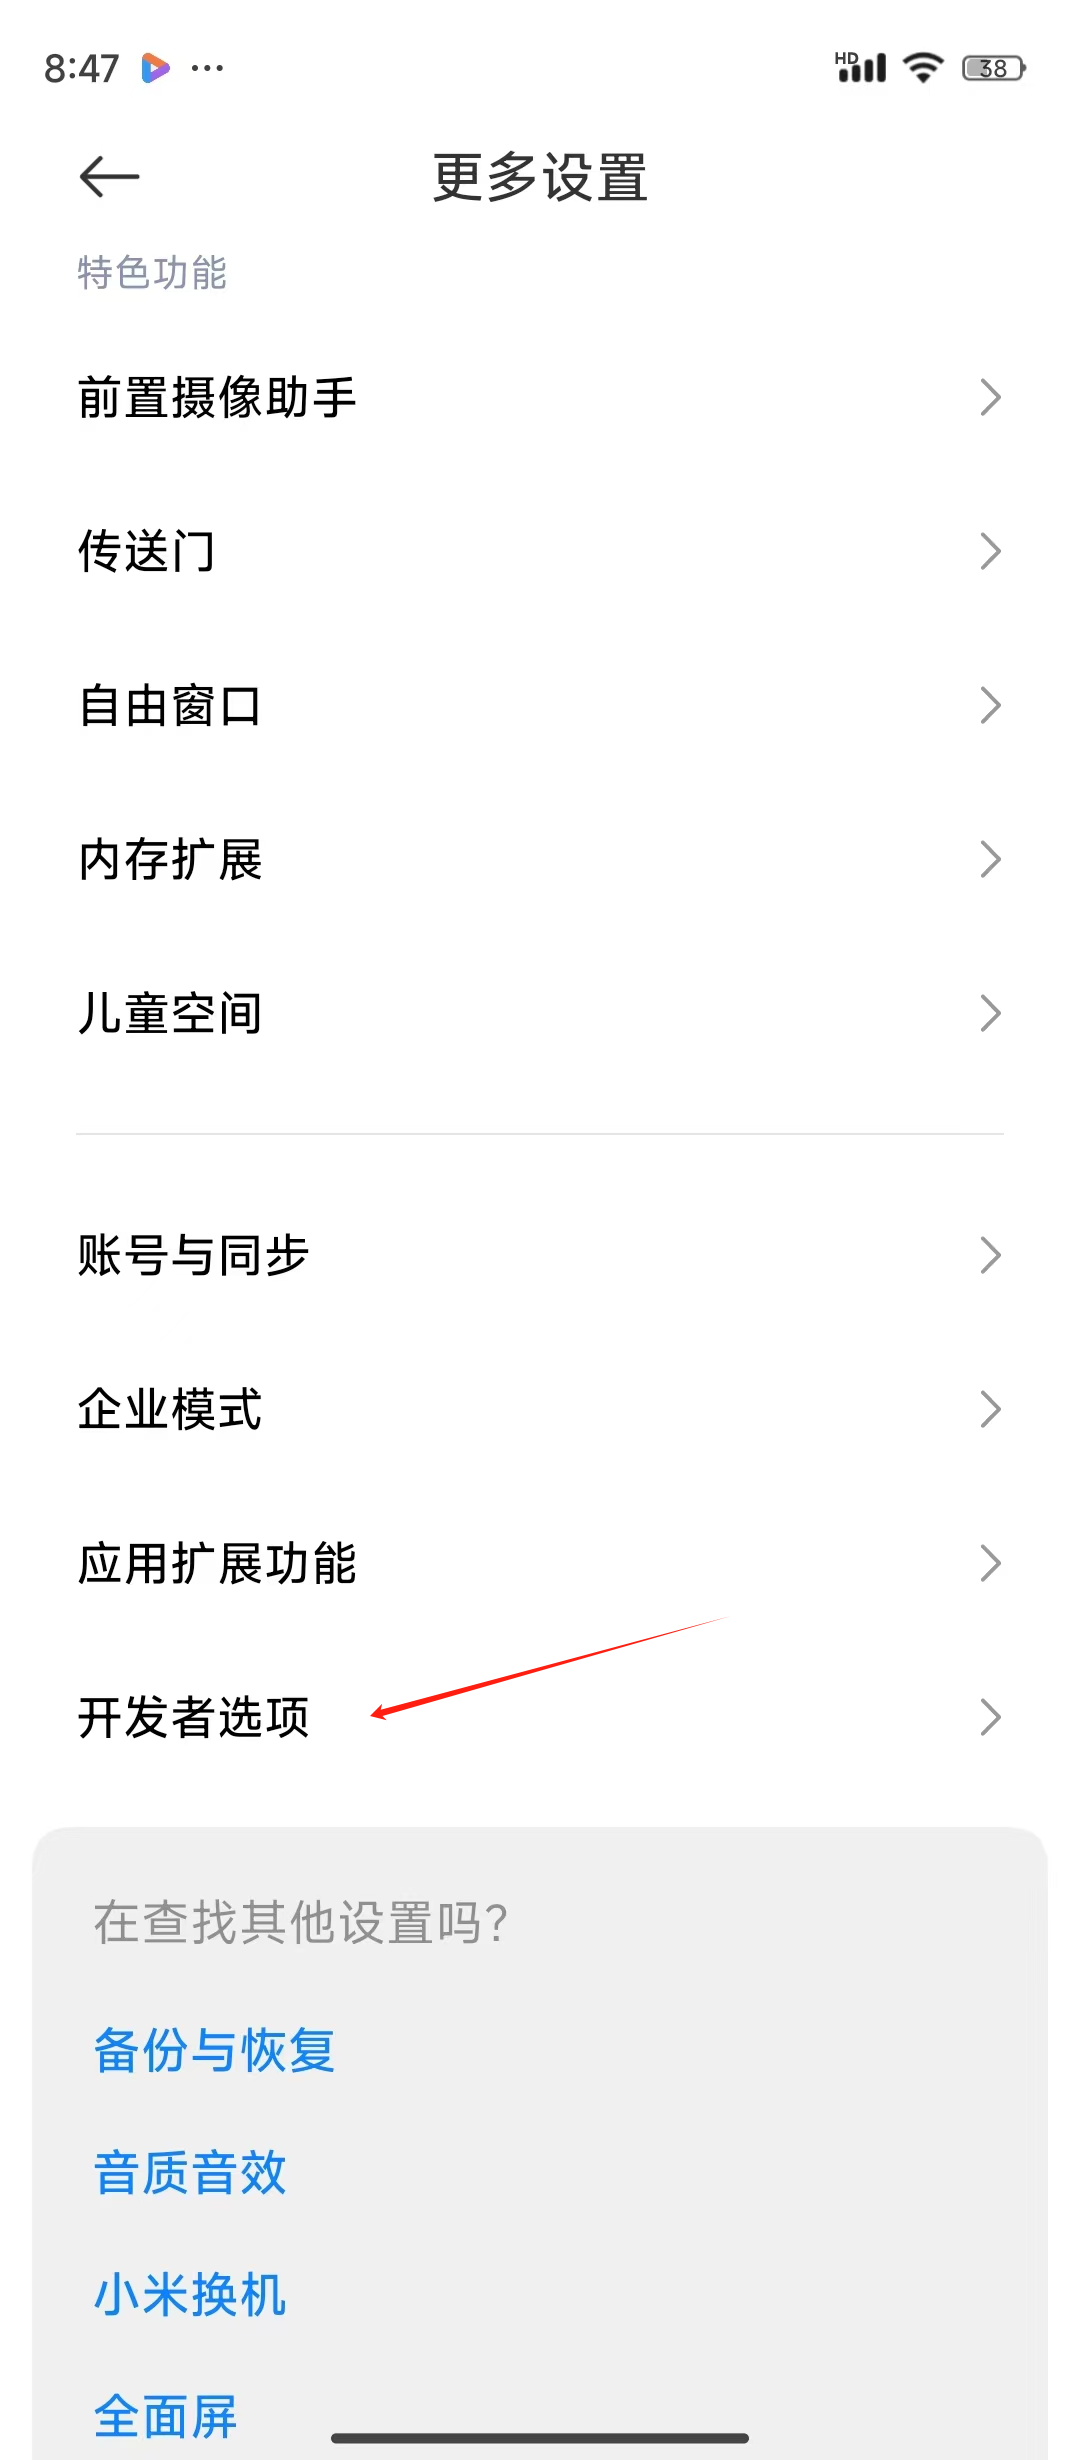 8:47
HD
38
更多设置
特色功能
前置摄像助手
传送门
自由窗口
内存扩展
儿童空间
账号与同步
企业模式
应用扩展功能
开发者选项
在查找其他设置吗?
备份与恢复
音质音效
小米换机
全面屏